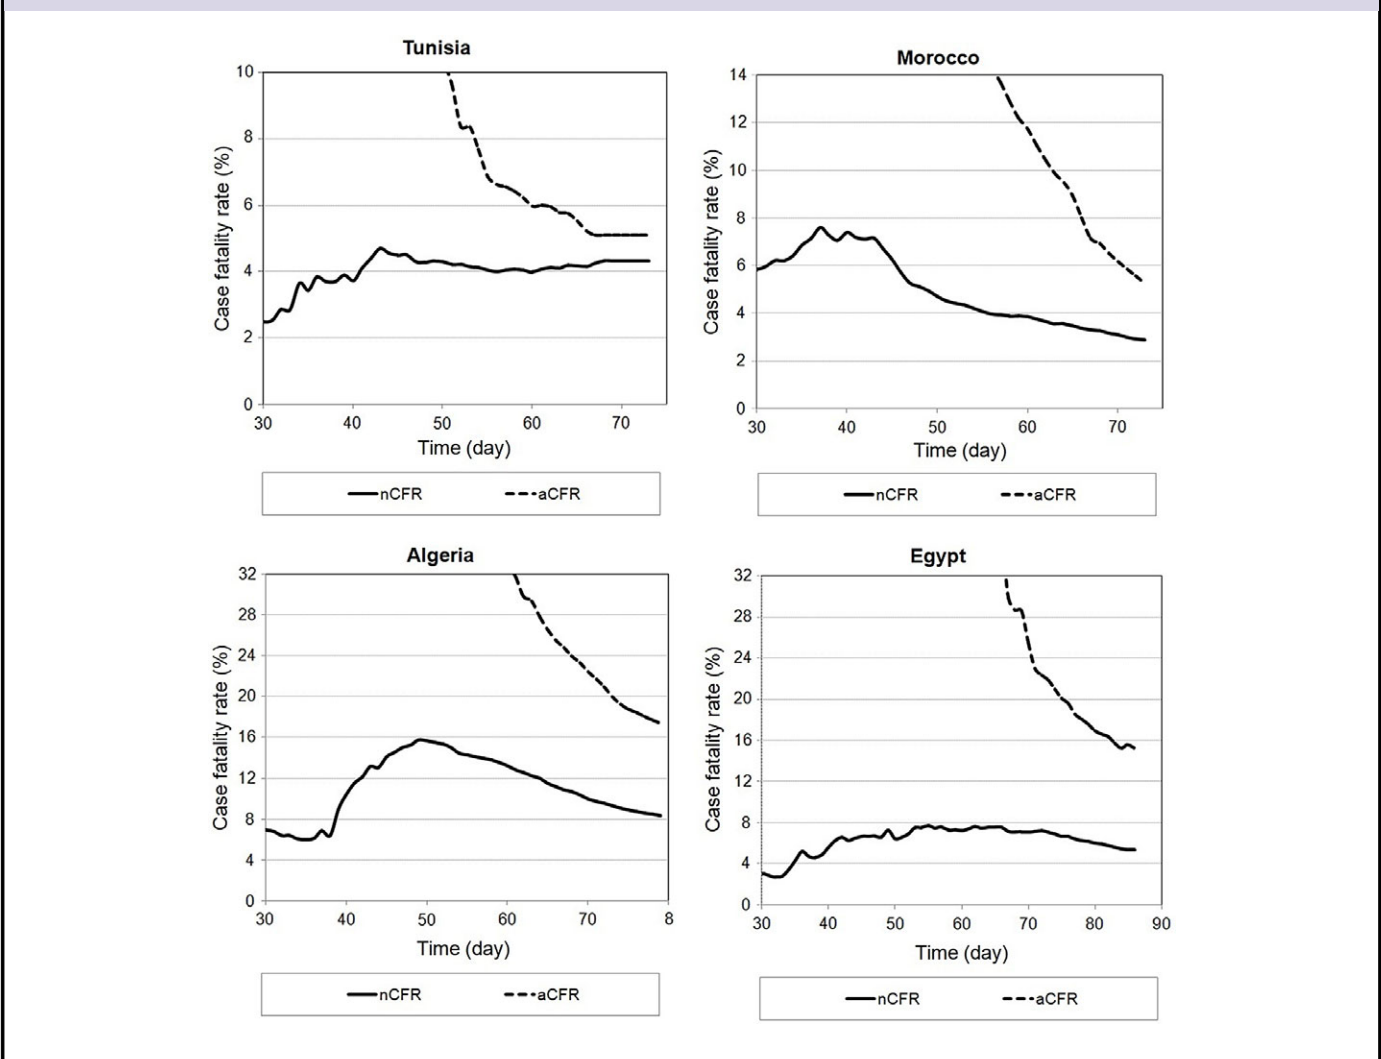 Tunisia
Case fatality rate (%)
10
8
6
4
2
0
30 40 50 60 70
Time (day)
nCFR aCFR
Morocco
Case fatality rate (%)
14
12
10
8
6
4
2
0
30 40 50 60 70
Time (day)
nCFR aCFR
Algeria
Case fatality rate (%)
32
28
24
20
16
12
8
4
0
30 40 50 60 70 8
Time (day)
nCFR aCFR
Egypt
Case fatality rate (%)
32
28
24
20
16
12
8
4
0
30 40 50 60 70 80 90
Time (day)
nCFR aCFR